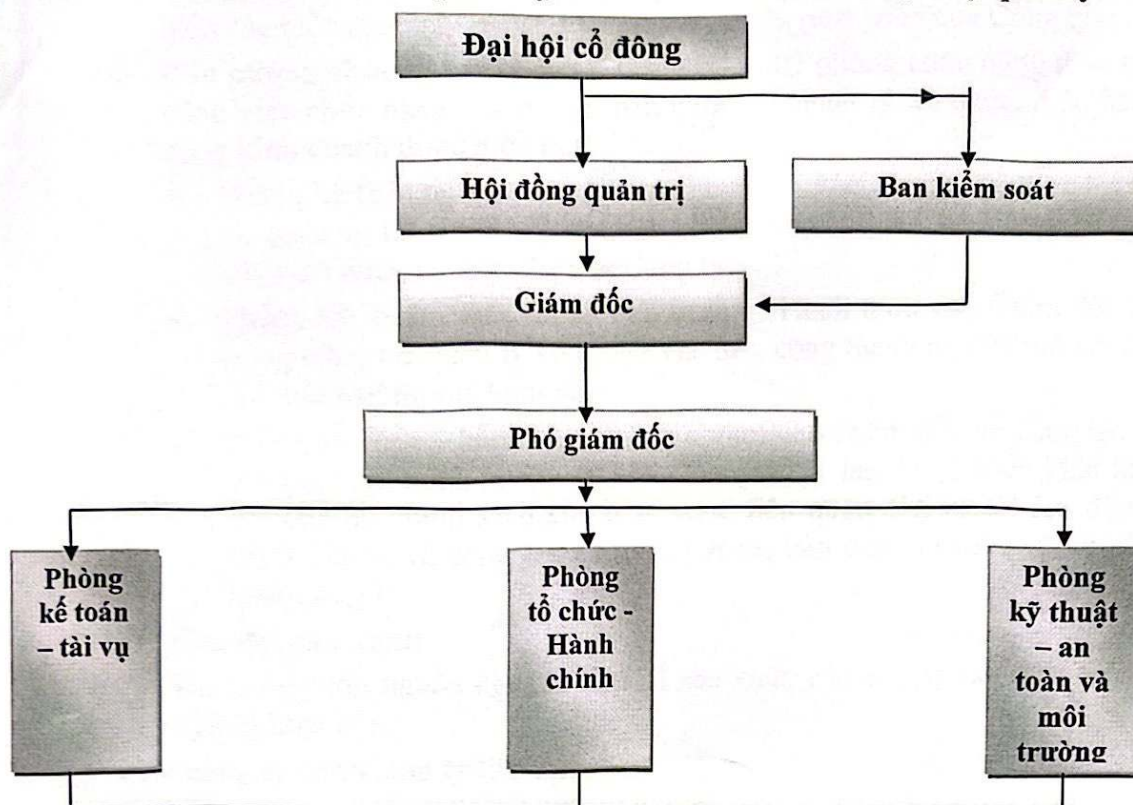 Đại hội cổ đông
Hội đồng quản trị
Ban kiểm soát
Giám đốc
Phó giám đốc
Phòng
kế toán
– tài vụ
Phòng
tổ chức -
Hành
chính
Phòng
kỹ thuật
– an
toàn và
môi
trường